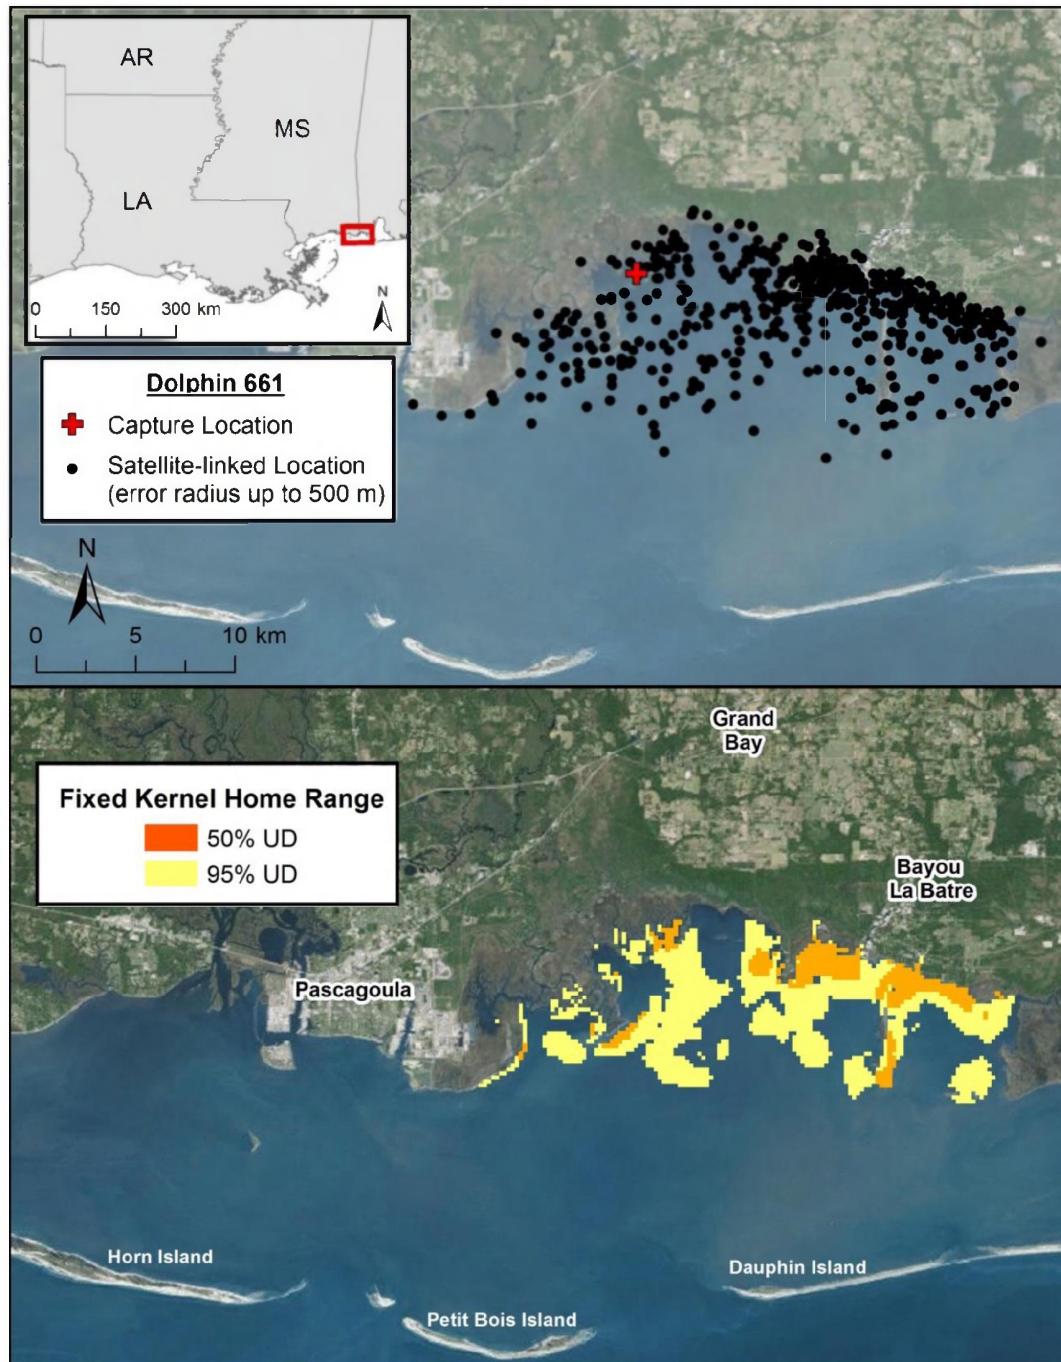 AR
MS
LA
N
0 150 300 km
Dolphin 661
Capture Location
Satellite-linked Location
(error radius up to 500 m)
N
0 5 10 km
Grand
Bay
Fixed Kernel Home Range
50% UD
95% UD
Bayou
La Batre
Pascagoula
Horn Island
Dauphin Island
Petit Bois Island